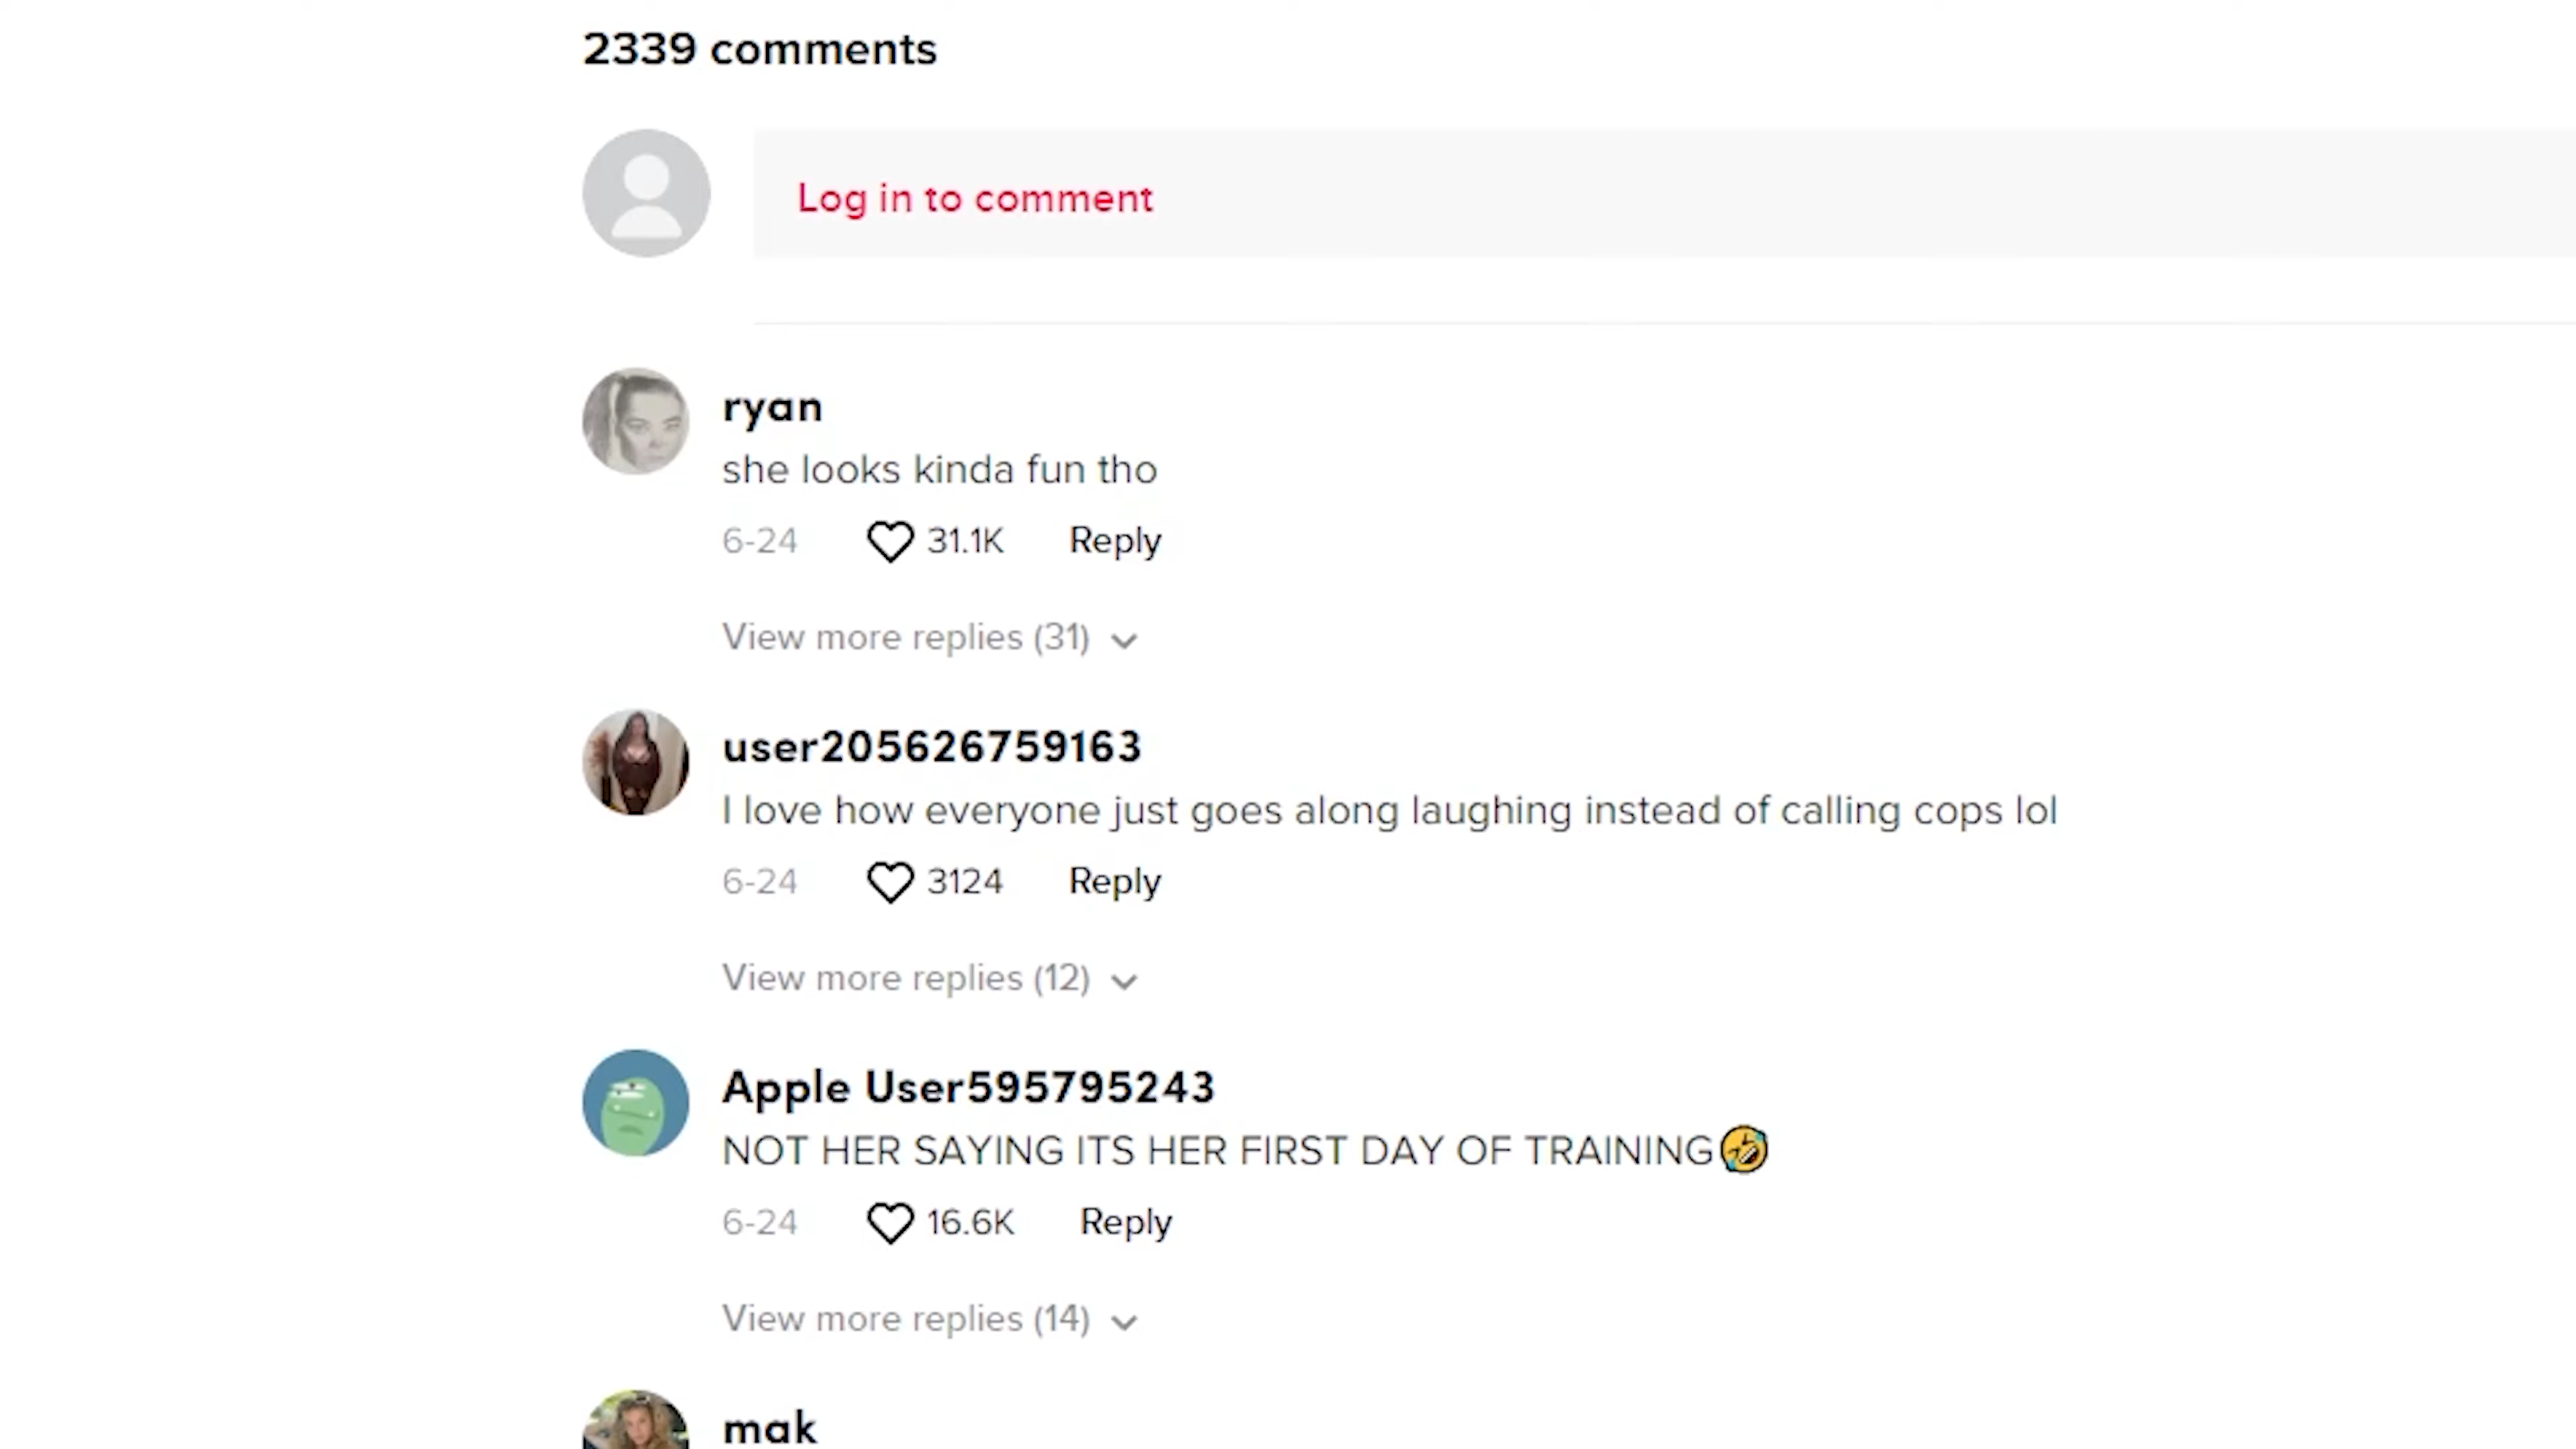 2339 comments
Log in to comment
ryan
she looks kinda fun tho
6-24 31.1K Reply
View more replies (31)
user205626759163
I love how everyone just goes along laughing instead of calling cops lol
6-24 3124 Reply
View more replies (12)
Apple User595795243
NOT HER SAYING ITS HER FIRST DAY OF TRAINING🤣
6-24 16.6K Reply
View more replies (14)
mak